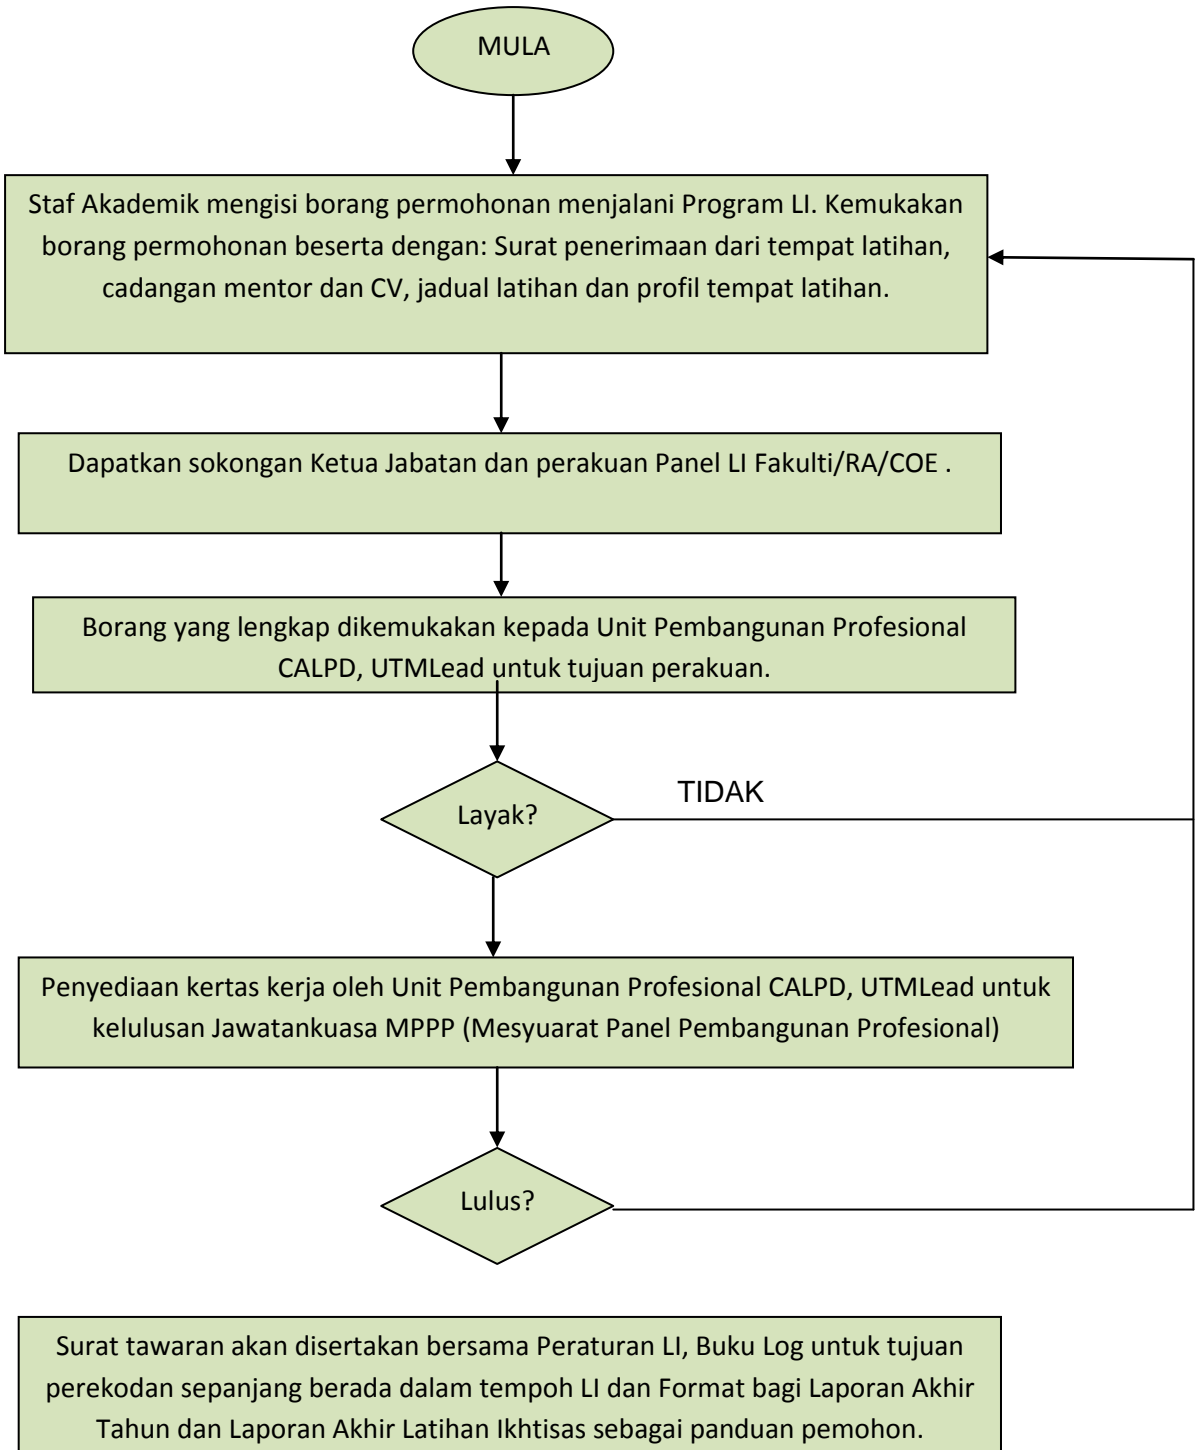 MULA
Staf Akademik mengisi borang permohonan menjalani Program LI. Kemukakan
borang permohonan beserta dengan: Surat penerimaan dari tempat latihan,
cadangan mentor dan CV, jadual latihan dan profil tempat latihan.
Dapatkan sokongan Ketua Jabatan dan perakuan Panel LI Fakulti/RA/COE .
Borang yang lengkap dikemukakan kepada Unit Pembangunan Profesional
CALPD, UTMLead untuk tujuan perakuan.
TIDAK
Layak?
Penyediaan kertas kerja oleh Unit Pembangunan Profesional CALPD, UTMLead untuk
kelulusan Jawatankuasa MPPP (Mesyuarat Panel Pembangunan Profesional)
Lulus?
Surat tawaran akan disertakan bersama Peraturan LI, Buku Log untuk tujuan
perekodan sepanjang berada dalam tempoh LI dan Format bagi Laporan Akhir
Tahun dan Laporan Akhir Latihan Ikhtisas sebagai panduan pemohon.